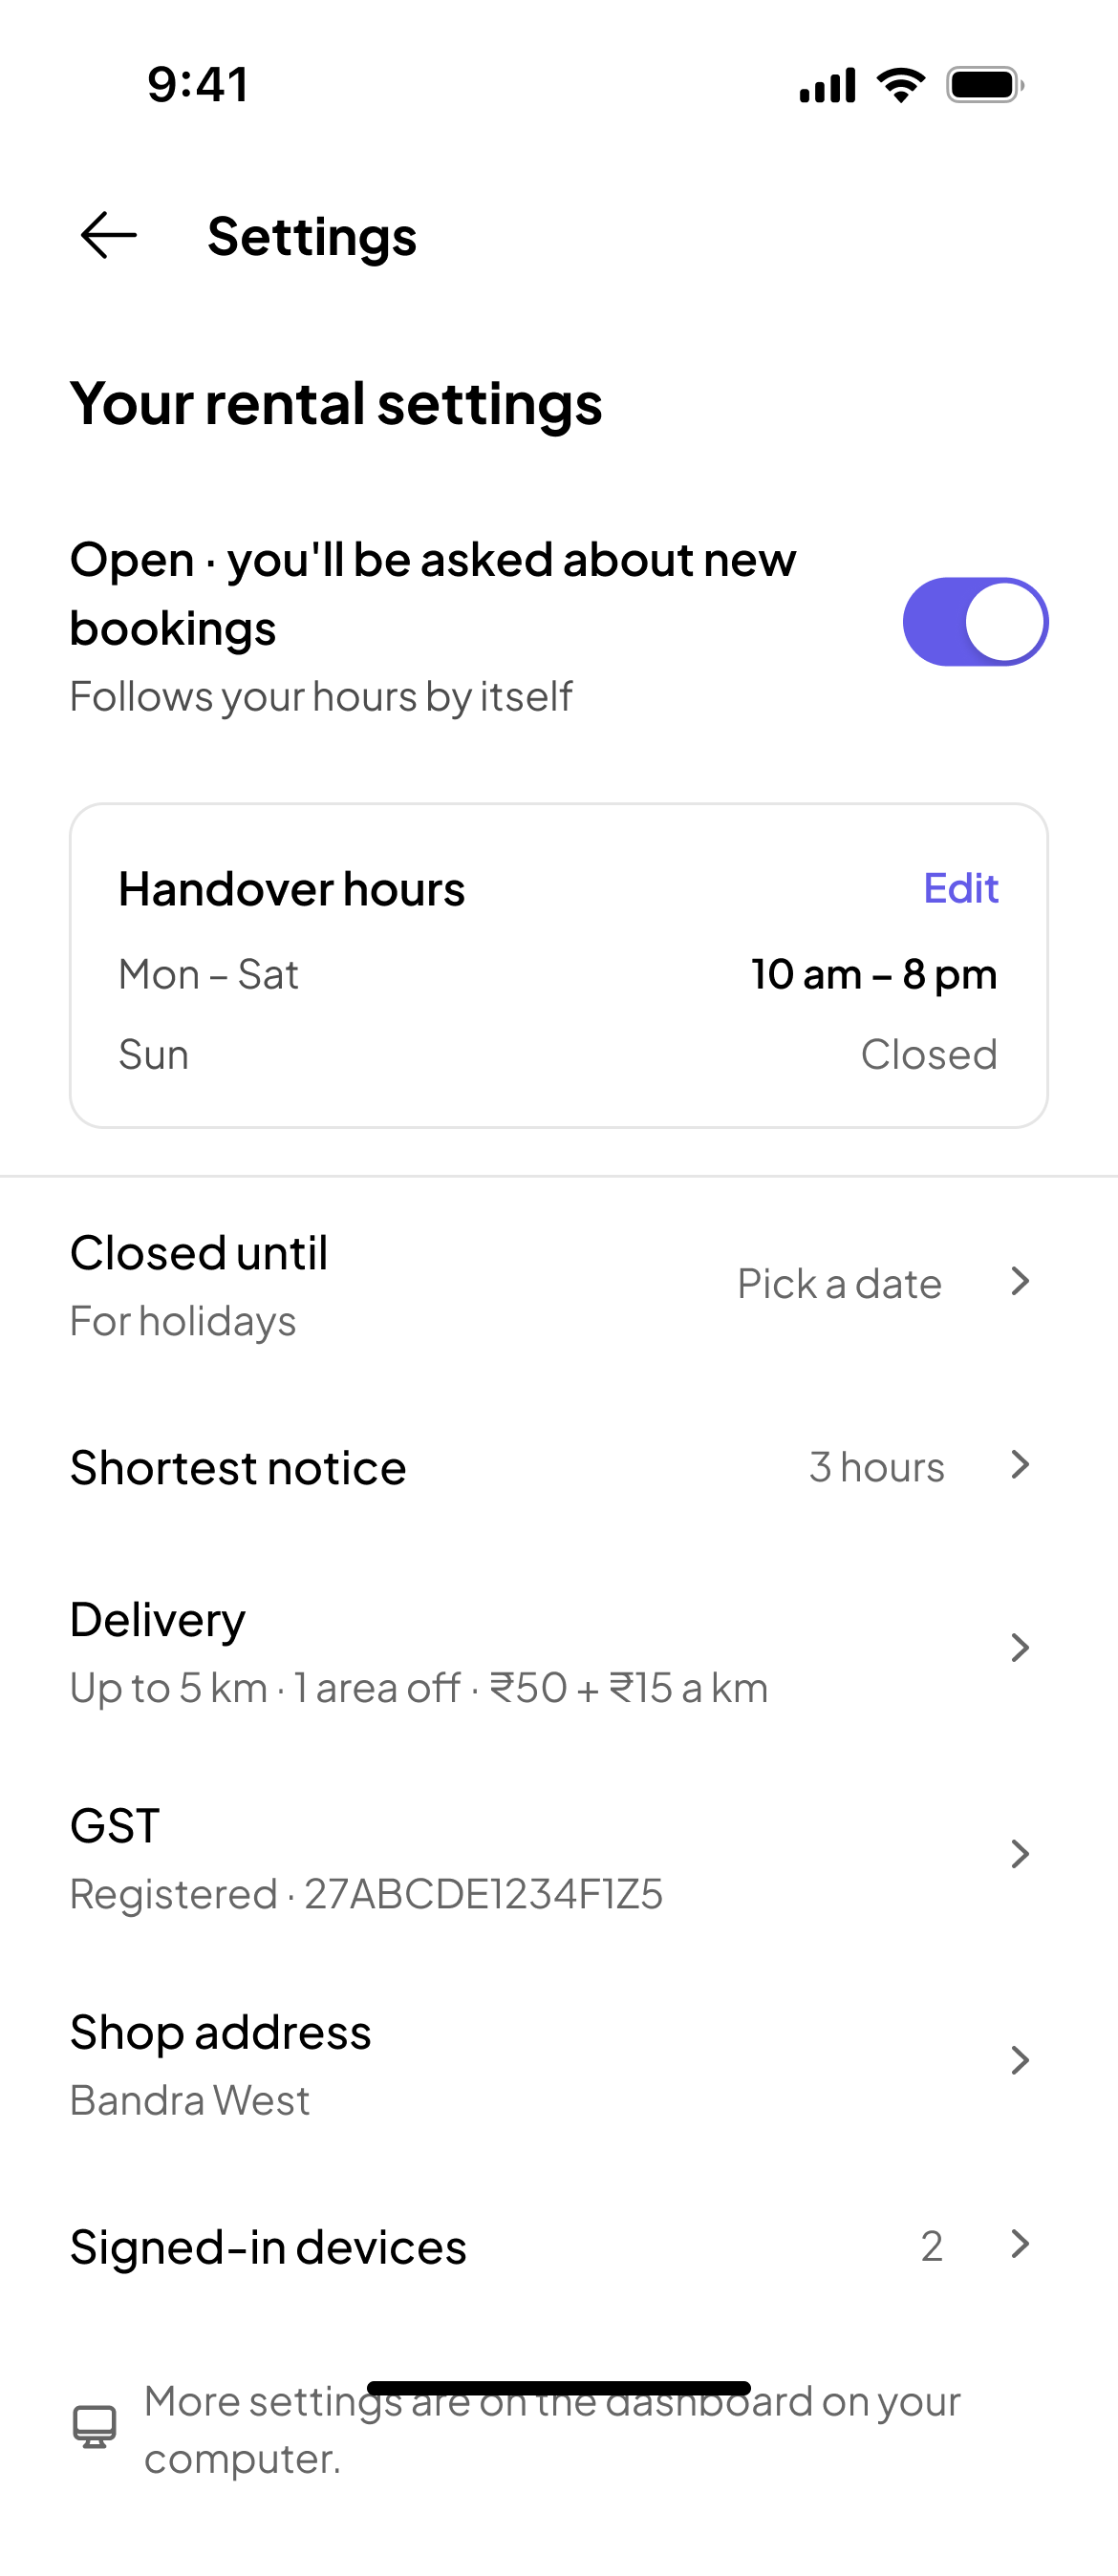 9:41
Settings
Your rental settings
Open · you'll be asked about new
bookings
Follows your hours by itself
Handover hours
Edit
Mon – Sat
10 am – 8 pm
Sun
Closed
Closed until
For holidays
Pick a date
Shortest notice
3 hours
Delivery
Up to 5 km · 1 area off · ₹50 + ₹15 a km
GST
Registered · 27ABCDE1234F1Z5
Shop address
Bandra West
Signed-in devices
2
More settings are on the dashboard on your
computer.